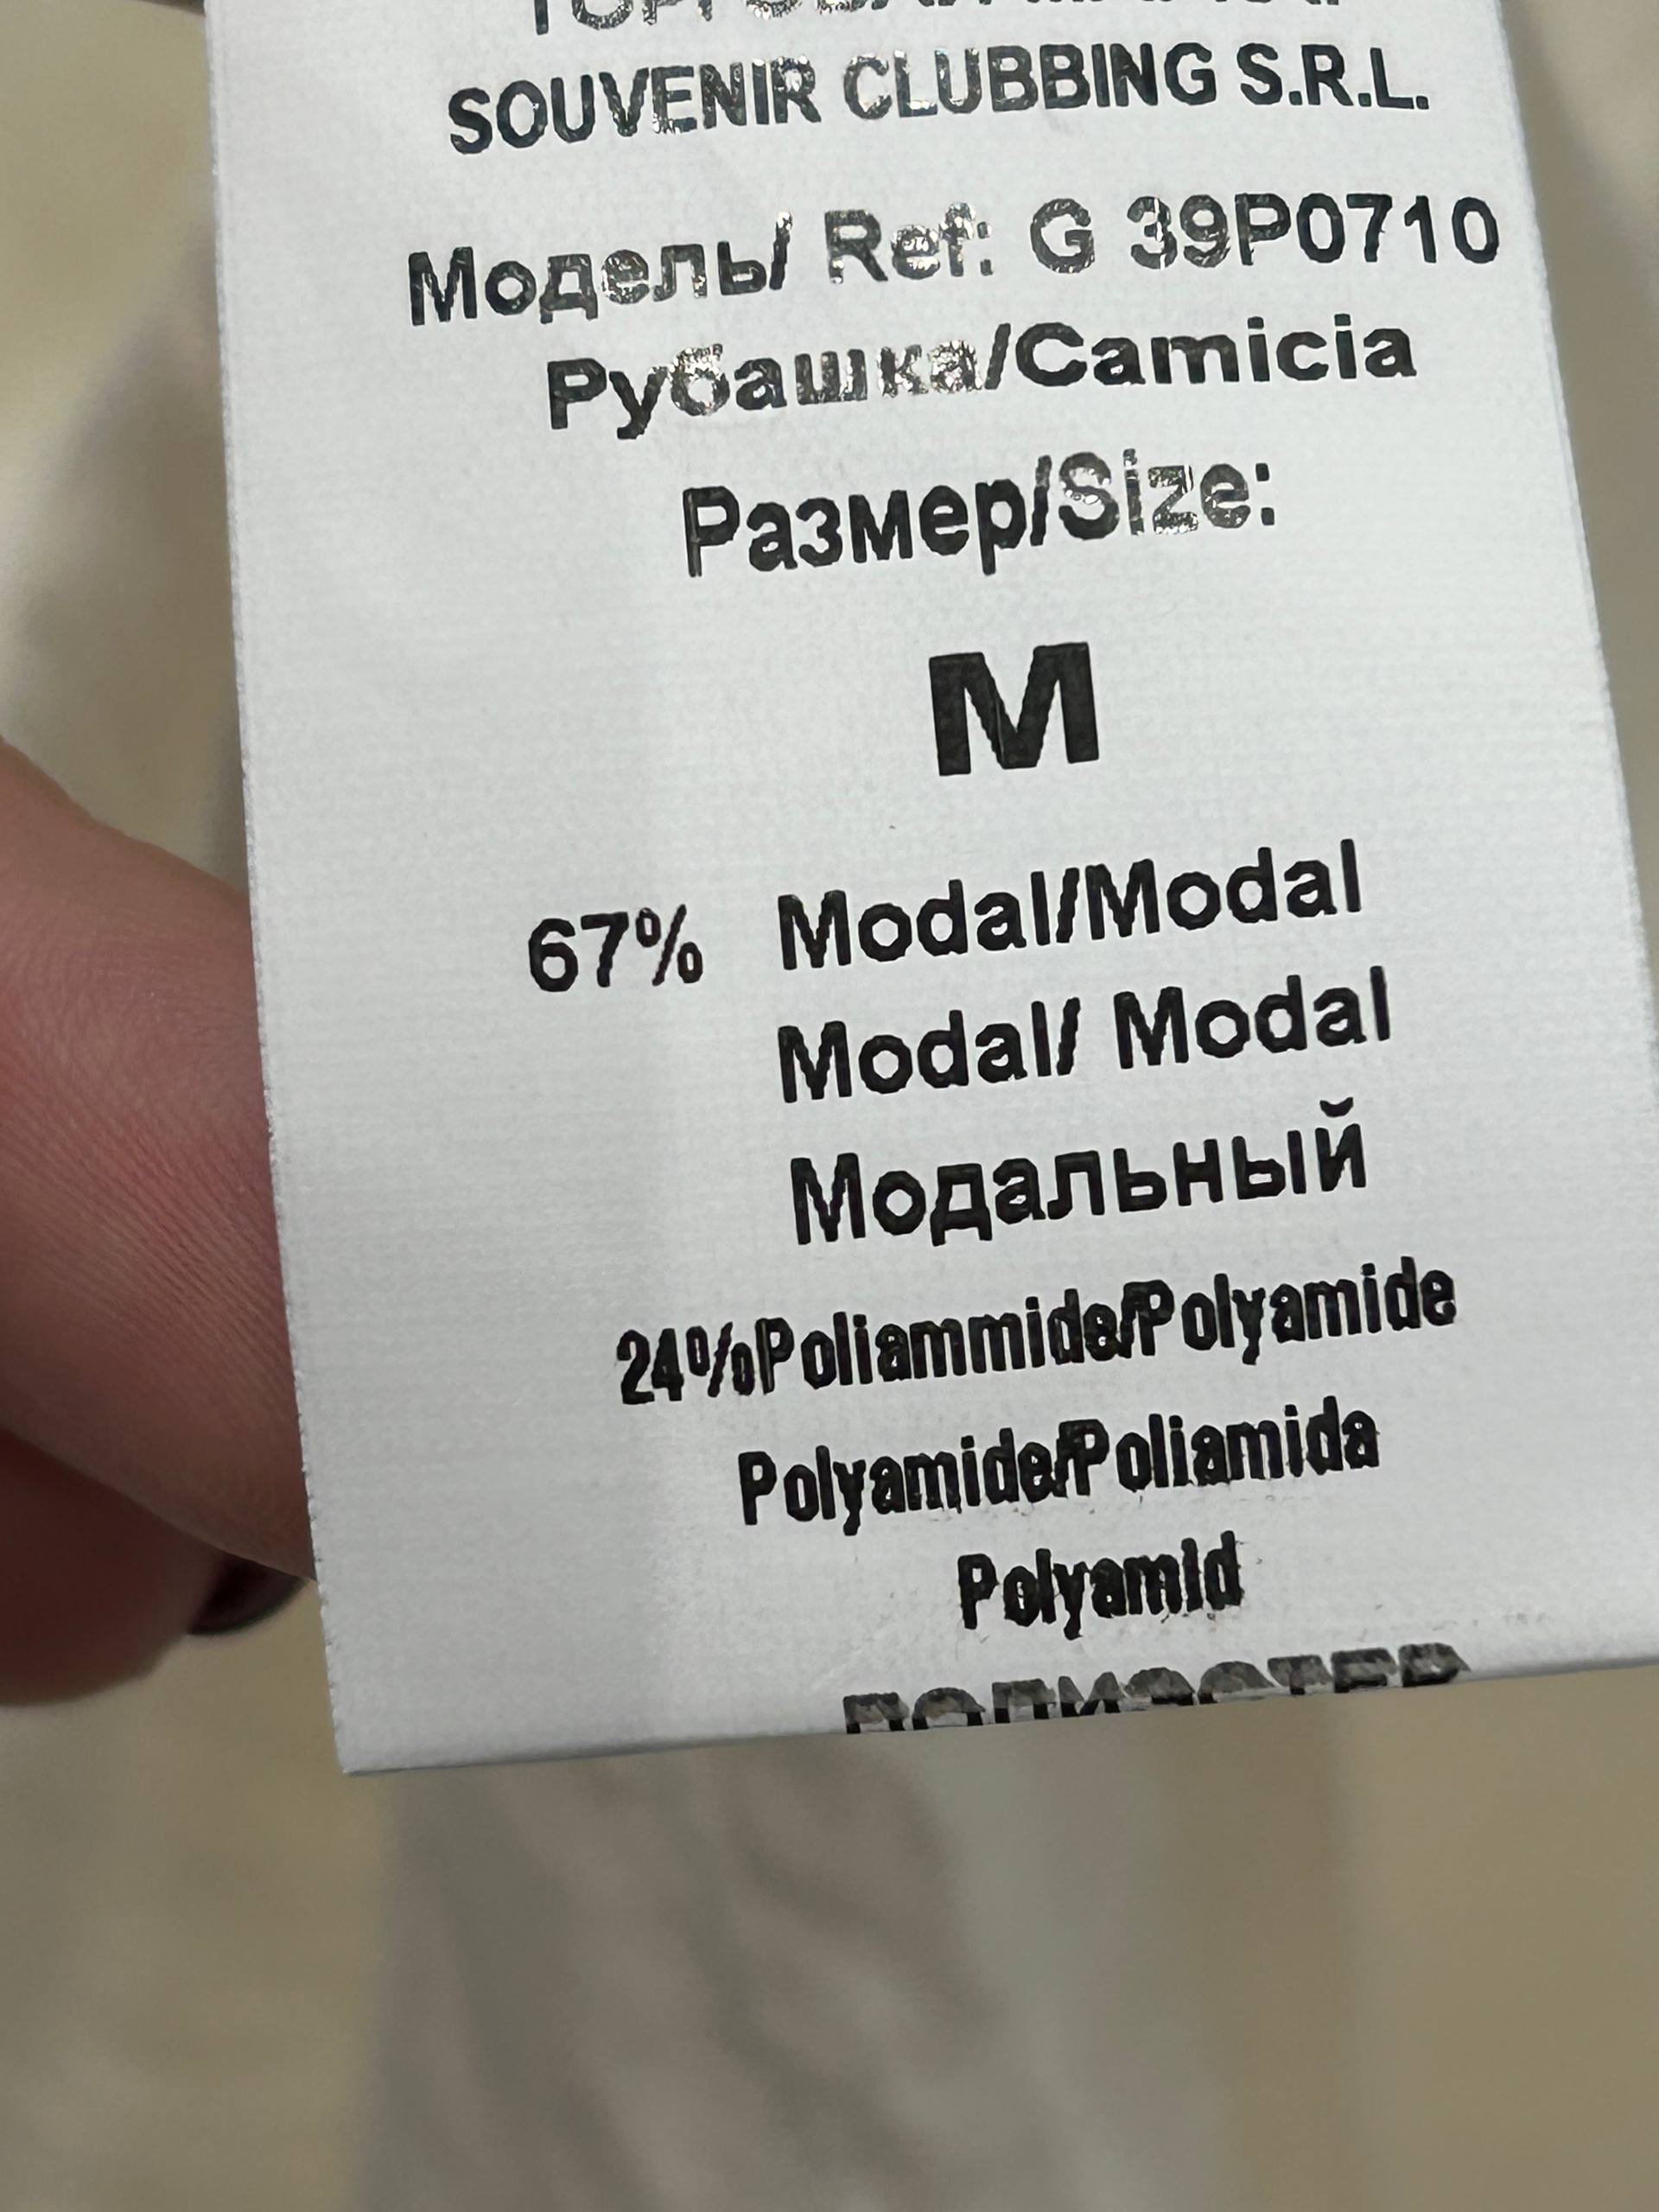 SOUVENIR CLUBBING S.R.L.
Модель/ Ref: G 39P0710
Рубашка/Camicia
Размер/Size:
M
67% Modal/Modal
Modal/ Modal
Модальный
24%Poliammide/Polyamide
Polyamide/Poliamida
Polyamid
ПОЛИЭСТЕР